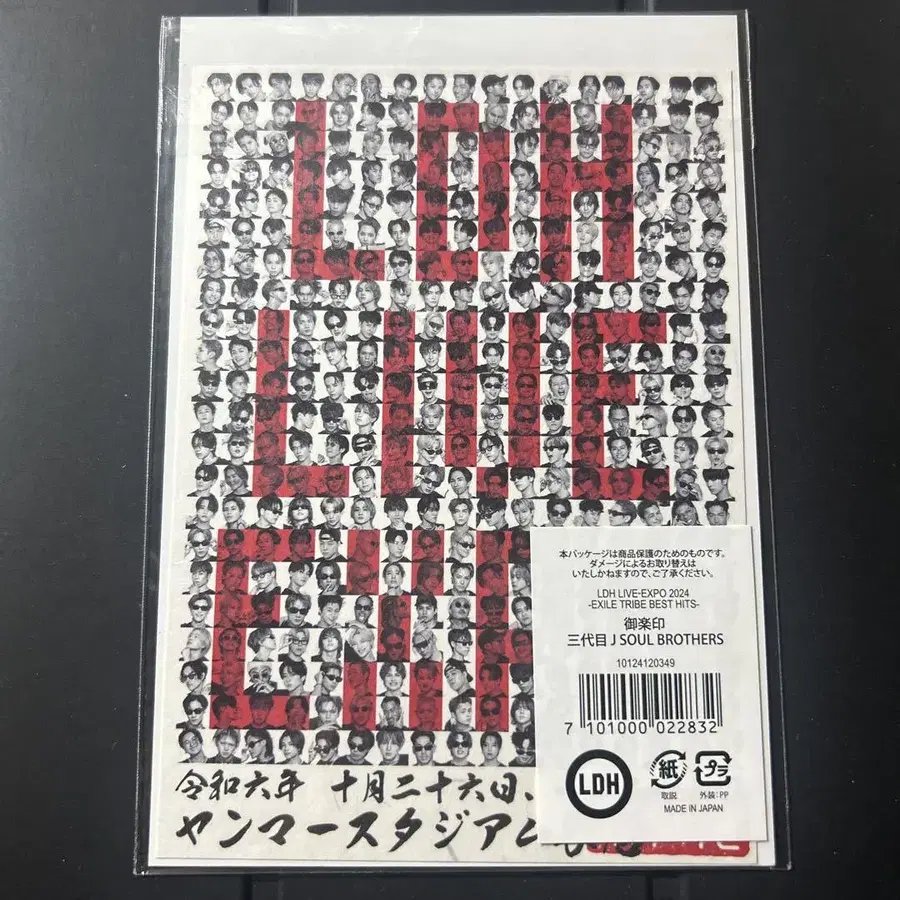 LDH
LIVE
本パッケージは商品保護のためのものです。
ダメージによるお取り替えは
いたしかねますので、ご了承ください。
LDH LIVE-EXPO 2024
-EXILE TRIBE BEST HITS-
御楽印
三代目 J SOUL BROTHERS
10124120349
7 101000 022832
LDH
紙
プラ
取説
外装:PP
MADE IN JAPAN
令和六年 十月二十六日、
ヤンマースタジアム